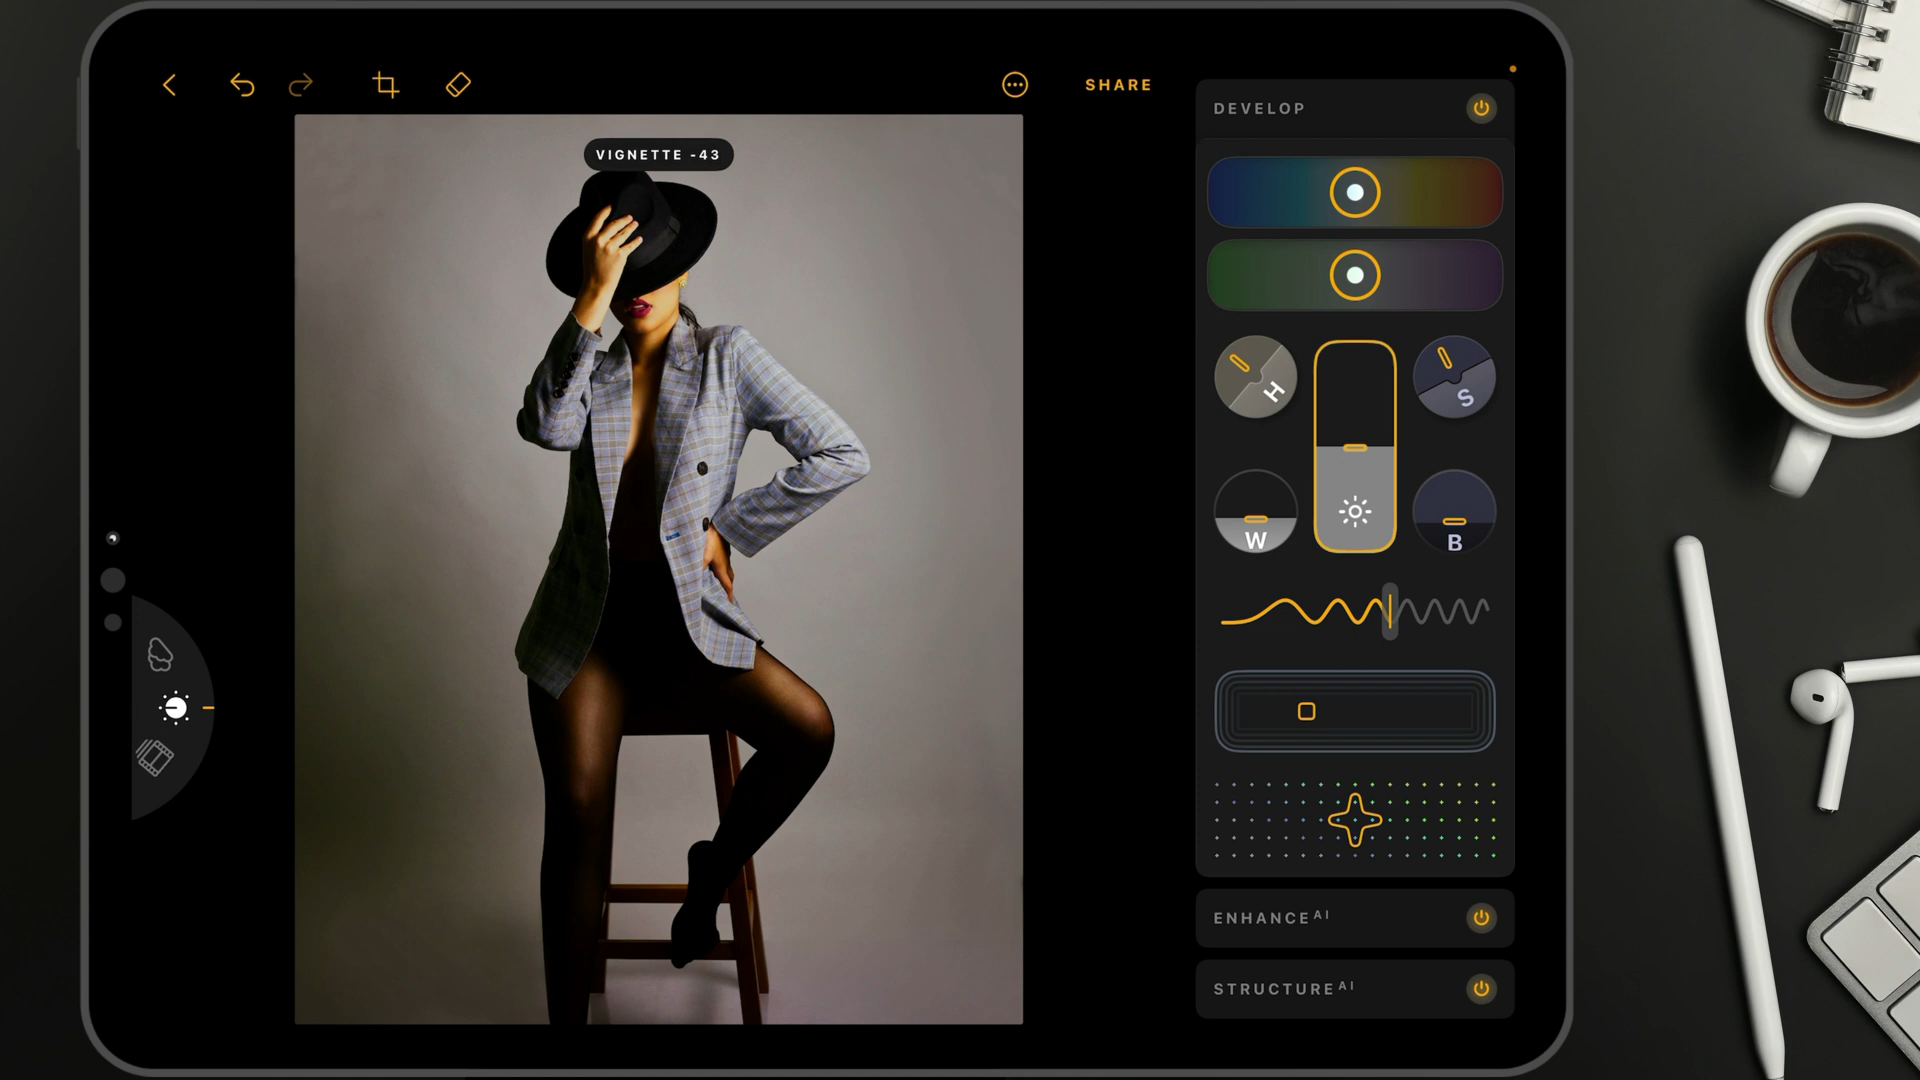 SHARE
DEVELOP
VIGNETTE -43
H
S
W
B
ENHANCE AI
STRUCTURE AI